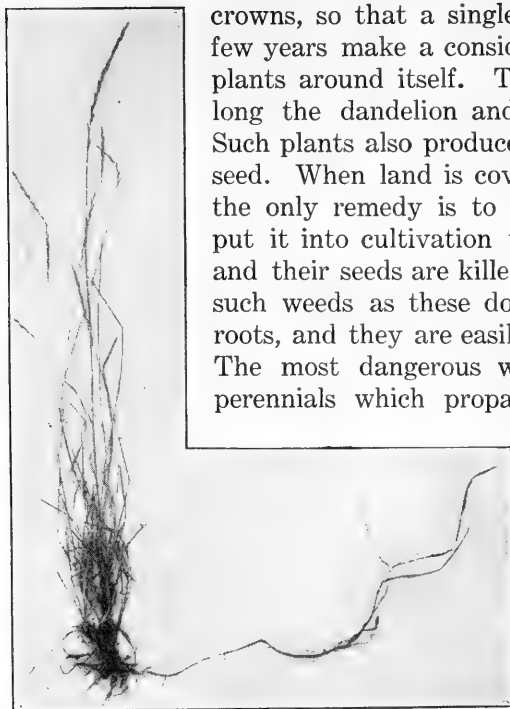 crowns, so that a single
few years make a consid
plants around itself. T
long the dandelion and
Such plants also produce
seed. When land is cov
the only remedy is to
put it into cultivation
and their seeds are kille
such weeds as these do
roots, and they are easil
The most dangerous w
perennials which propa